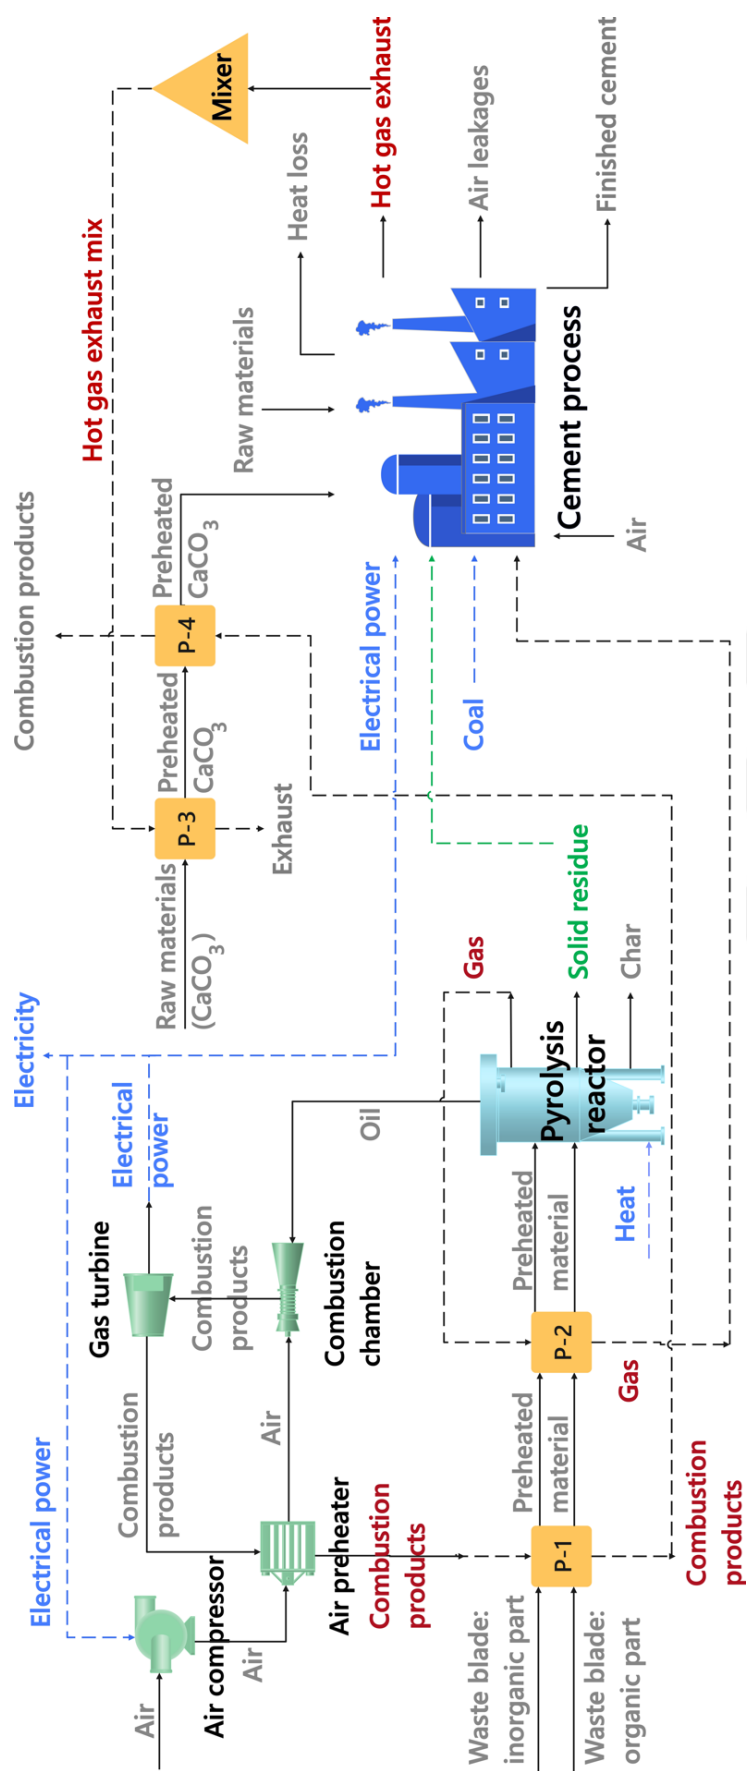 Air
Air compressor
Air
Electrical power
Combustion
products
Air preheater
Combustion
products
Air
Gas turbine
Combustion
products
Combustion
chamber
Electrical
power
Electricity
Oil
Waste blade:
inorganic part
Waste blade:
organic part
P-1
Combustion
products
Preheated
material
P-2
Gas
Preheated
material
Heat
Pyrolysis
reactor
Gas
Solid residue
Char
Raw materials
(CaCO3)
P-3
Exhaust
Preheated
CaCO3
P-4
Combustion products
Preheated
CaCO3
Hot gas exhaust mix
Mixer
Raw materials
Heat loss
Hot gas exhaust
Air leakages
Finished cement
Electrical power
Coal
Air
Cement process